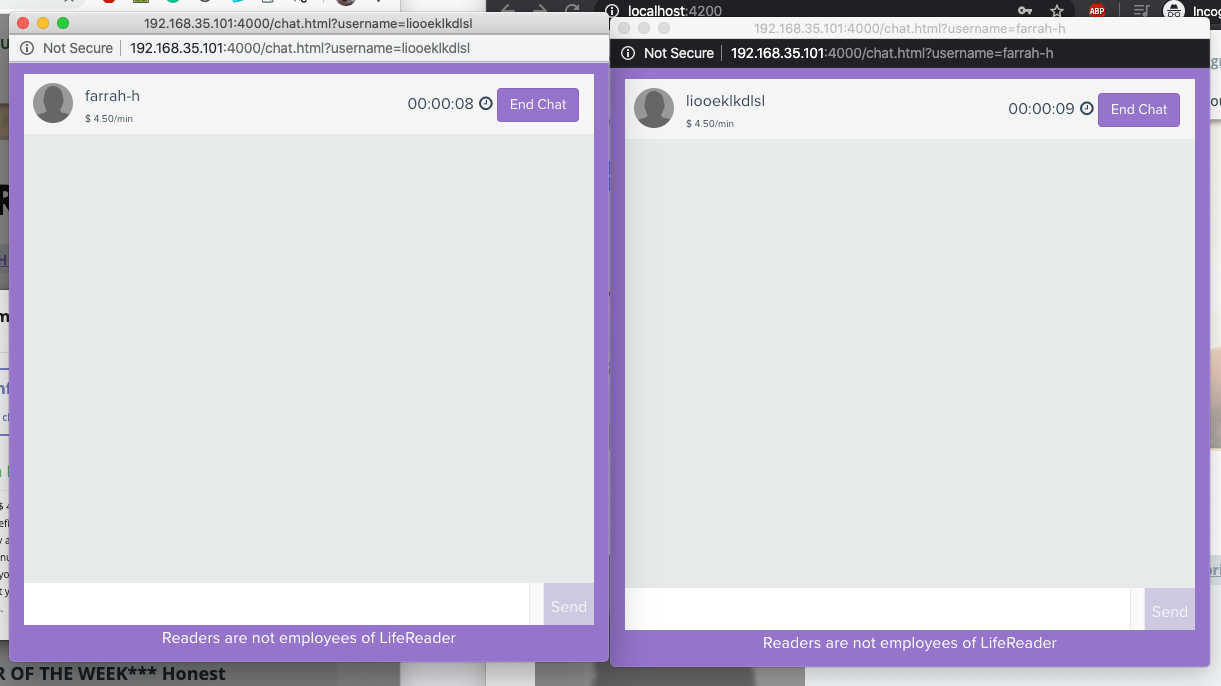 192.168.35.101:4000/chat.html?username=liooeklkdlsl
Not Secure | 192.168.35.101:4000/chat.html?username=liooeklkdlsl
farrah-h
$ 4.50/min
00:00:08
End Chat
Send
Readers are not employees of LifeReader
localhost:4200
ABP
Incog
192.168.35.101:4000/chat.html?username=farrah-h
Not Secure | 192.168.35.101:4000/chat.html?username=farrah-h
liooeklkdlsl
$ 4.50/min
00:00:09
End Chat
Send
Readers are not employees of LifeReader
R OF THE WEEK*** Honest